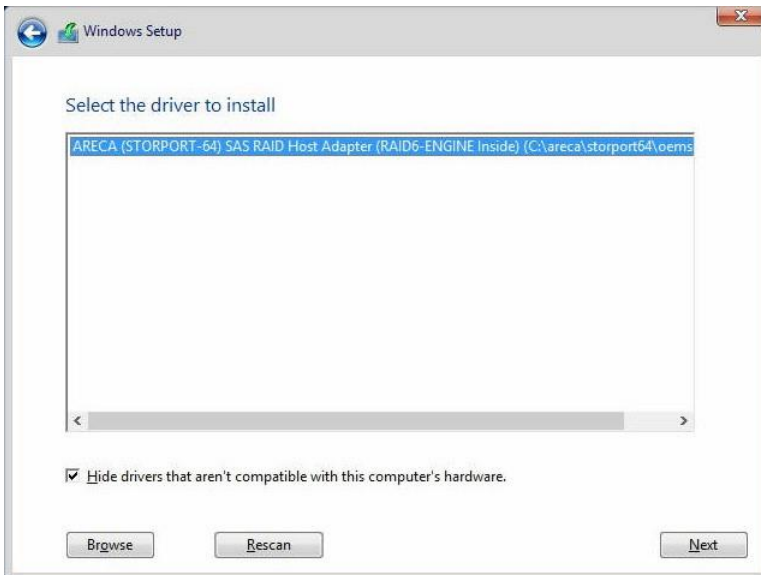 Windows Setup
Select the driver to install
ARECA (STORPORT-64) SAS RAID Host Adapter (RAID6-ENGINE Inside) (C:\areca\storport64\oems
Hide drivers that aren't compatible with this computer's hardware.
Browse Rescan Next